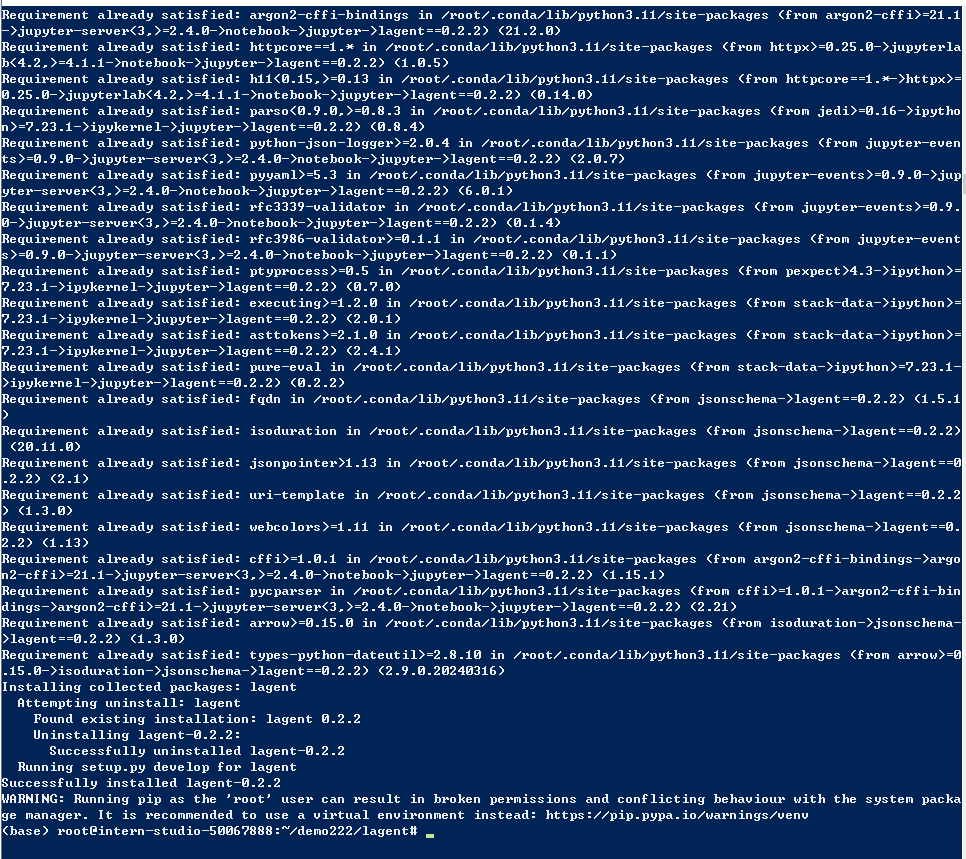 Requirement already satisfied: argon2-cffi-bindings in /root/.conda/lib/python3.11/site-packages (from argon2-cffi>=21.1
->jupyter-server<3,>=2.4.0->notebook->jupyter->lagent==0.2.2) (21.2.0)
Requirement already satisfied: httpcore==1.* in /root/.conda/lib/python3.11/site-packages (from httpx>=0.25.0->jupyterla
b<4.2,>=4.1.1->notebook->jupyter->lagent==0.2.2) (1.0.5)
Requirement already satisfied: h11<0.15,>=0.13 in /root/.conda/lib/python3.11/site-packages (from httpcore==1.*->httpx>=
0.25.0->jupyterlab<4.2,>=4.1.1->notebook->jupyter->lagent==0.2.2) (0.14.0)
Requirement already satisfied: parso<0.9.0,>=0.8.3 in /root/.conda/lib/python3.11/site-packages (from jedi>=0.16->ipytho
n>=7.23.1->ipykernel->jupyter->lagent==0.2.2) (0.8.4)
Requirement already satisfied: python-json-logger>=2.0.4 in /root/.conda/lib/python3.11/site-packages (from jupyter-even
ts>=0.9.0->jupyter-server<3,>=2.4.0->notebook->jupyter->lagent==0.2.2) (2.0.7)
Requirement already satisfied: pyyaml>=5.3 in /root/.conda/lib/python3.11/site-packages (from jupyter-events>=0.9.0->jup
yter-server<3,>=2.4.0->notebook->jupyter->lagent==0.2.2) (6.0.1)
Requirement already satisfied: rfc3339-validator in /root/.conda/lib/python3.11/site-packages (from jupyter-events>=0.9.
0->jupyter-server<3,>=2.4.0->notebook->jupyter->lagent==0.2.2) (0.1.4)
Requirement already satisfied: rfc3986-validator>=0.1.1 in /root/.conda/lib/python3.11/site-packages (from jupyter-event
s>=0.9.0->jupyter-server<3,>=2.4.0->notebook->jupyter->lagent==0.2.2) (0.1.1)
Requirement already satisfied: ptyprocess>=0.5 in /root/.conda/lib/python3.11/site-packages (from pexpect>4.3->ipython>=
7.23.1->ipykernel->jupyter->lagent==0.2.2) (0.7.0)
Requirement already satisfied: executing>=1.2.0 in /root/.conda/lib/python3.11/site-packages (from stack-data->ipython>=
7.23.1->ipykernel->jupyter->lagent==0.2.2) (2.0.1)
Requirement already satisfied: asttokens>=2.1.0 in /root/.conda/lib/python3.11/site-packages (from stack-data->ipython>=
7.23.1->ipykernel->jupyter->lagent==0.2.2) (2.4.1)
Requirement already satisfied: pure-eval in /root/.conda/lib/python3.11/site-packages (from stack-data->ipython>=7.23.1-
>ipykernel->jupyter->lagent==0.2.2) (0.2.2)
Requirement already satisfied: fqdn in /root/.conda/lib/python3.11/site-packages (from jsonschema->lagent==0.2.2) (1.5.1
)
Requirement already satisfied: isoduration in /root/.conda/lib/python3.11/site-packages (from jsonschema->lagent==0.2.2)
 (20.11.0)
Requirement already satisfied: jsonpointer>1.13 in /root/.conda/lib/python3.11/site-packages (from jsonschema->lagent==0
.2.2) (2.1)
Requirement already satisfied: uri-template in /root/.conda/lib/python3.11/site-packages (from jsonschema->lagent==0.2.2
) (1.3.0)
Requirement already satisfied: webcolors>=1.11 in /root/.conda/lib/python3.11/site-packages (from jsonschema->lagent==0.
2.2) (1.13)
Requirement already satisfied: cffi>=1.0.1 in /root/.conda/lib/python3.11/site-packages (from argon2-cffi-bindings->argo
n2-cffi>=21.1->jupyter-server<3,>=2.4.0->notebook->jupyter->lagent==0.2.2) (1.15.1)
Requirement already satisfied: pycparser in /root/.conda/lib/python3.11/site-packages (from cffi>=1.0.1->argon2-cffi-bin
dings->argon2-cffi>=21.1->jupyter-server<3,>=2.4.0->notebook->jupyter->lagent==0.2.2) (2.21)
Requirement already satisfied: arrow>=0.15.0 in /root/.conda/lib/python3.11/site-packages (from isoduration->jsonschema-
>lagent==0.2.2) (1.3.0)
Requirement already satisfied: types-python-dateutil>=2.8.10 in /root/.conda/lib/python3.11/site-packages (from arrow>=0
.15.0->isoduration->jsonschema->lagent==0.2.2) (2.9.0.20240316)
Installing collected packages: lagent
  Attempting uninstall: lagent
    Found existing installation: lagent 0.2.2
    Uninstalling lagent-0.2.2:
      Successfully uninstalled lagent-0.2.2
  Running setup.py develop for lagent
Successfully installed lagent-0.2.2
WARNING: Running pip as the 'root' user can result in broken permissions and conflicting behaviour with the system packa
ge manager. It is recommended to use a virtual environment instead: https://pip.pypa.io/warnings/venv
(base) root@intern-studio-50067888:~/demo222/lagent#